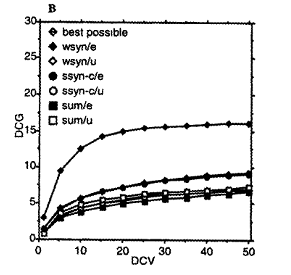 B
30
25
20
15
10
5
0
DCG
best possible
wsyn/e
wsyn/u
ssyn-c/e
ssyn-c/u
sum/e
sum/u
0 10 20 30 40 50
DCV